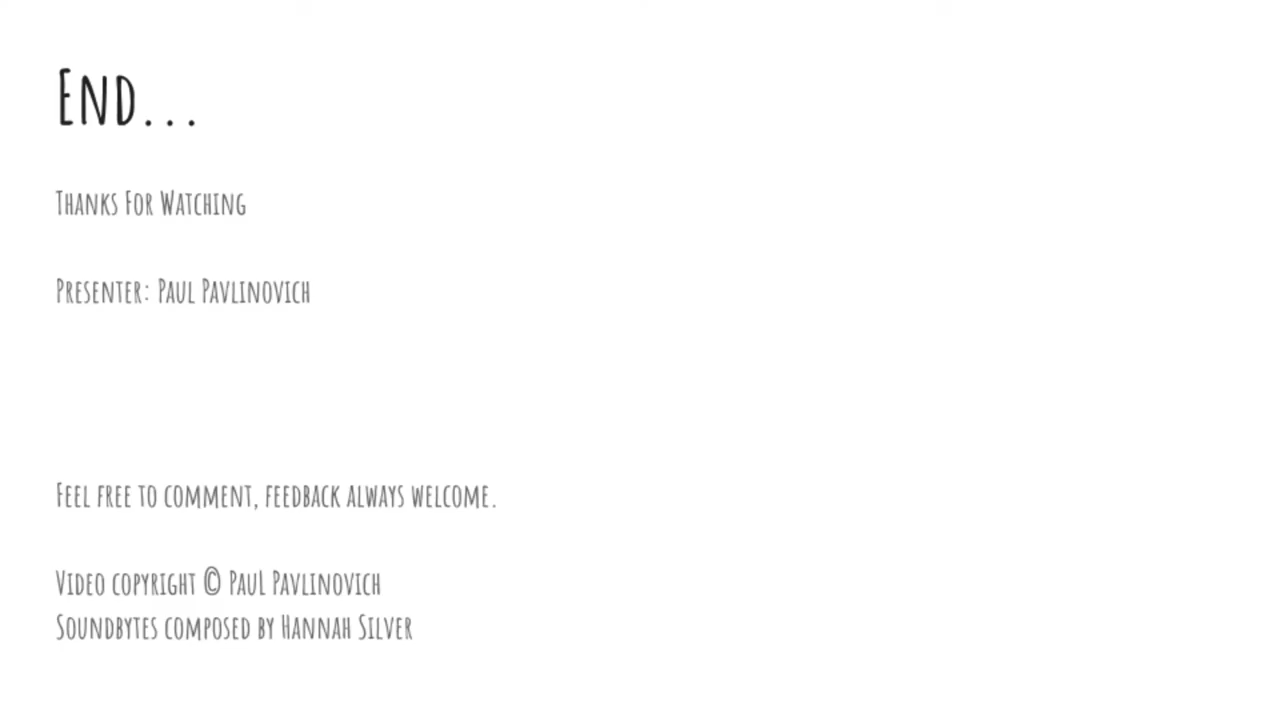 End...
Thanks For Watching
Presenter: Paul Pavlinovich
Feel free to comment, feedback always welcome.
Video copyright © Paul Pavlinovich
Soundbytes composed by Hannah Silver